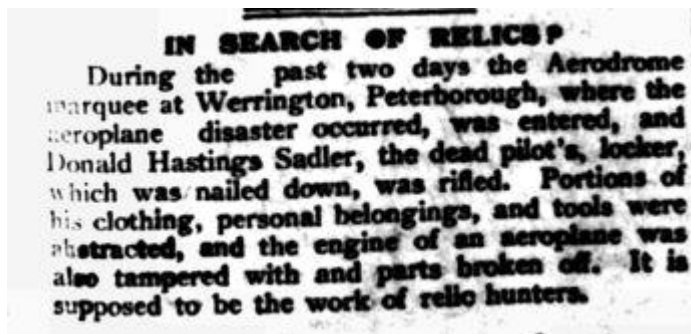 IN SEARCH OF RELICS?
During the past two days the Aerodrome
marquee at Werrington, Peterborough, where the
aeroplane disaster occurred, was entered, and
Donald Hastings Sadler, the dead pilot's, locker,
which was nailed down, was rifled. Portions of
his clothing, personal belongings, and tools were
abstracted, and the engine of an aeroplane was
also tampered with and parts broken off. It is
supposed to be the work of relic hunters.